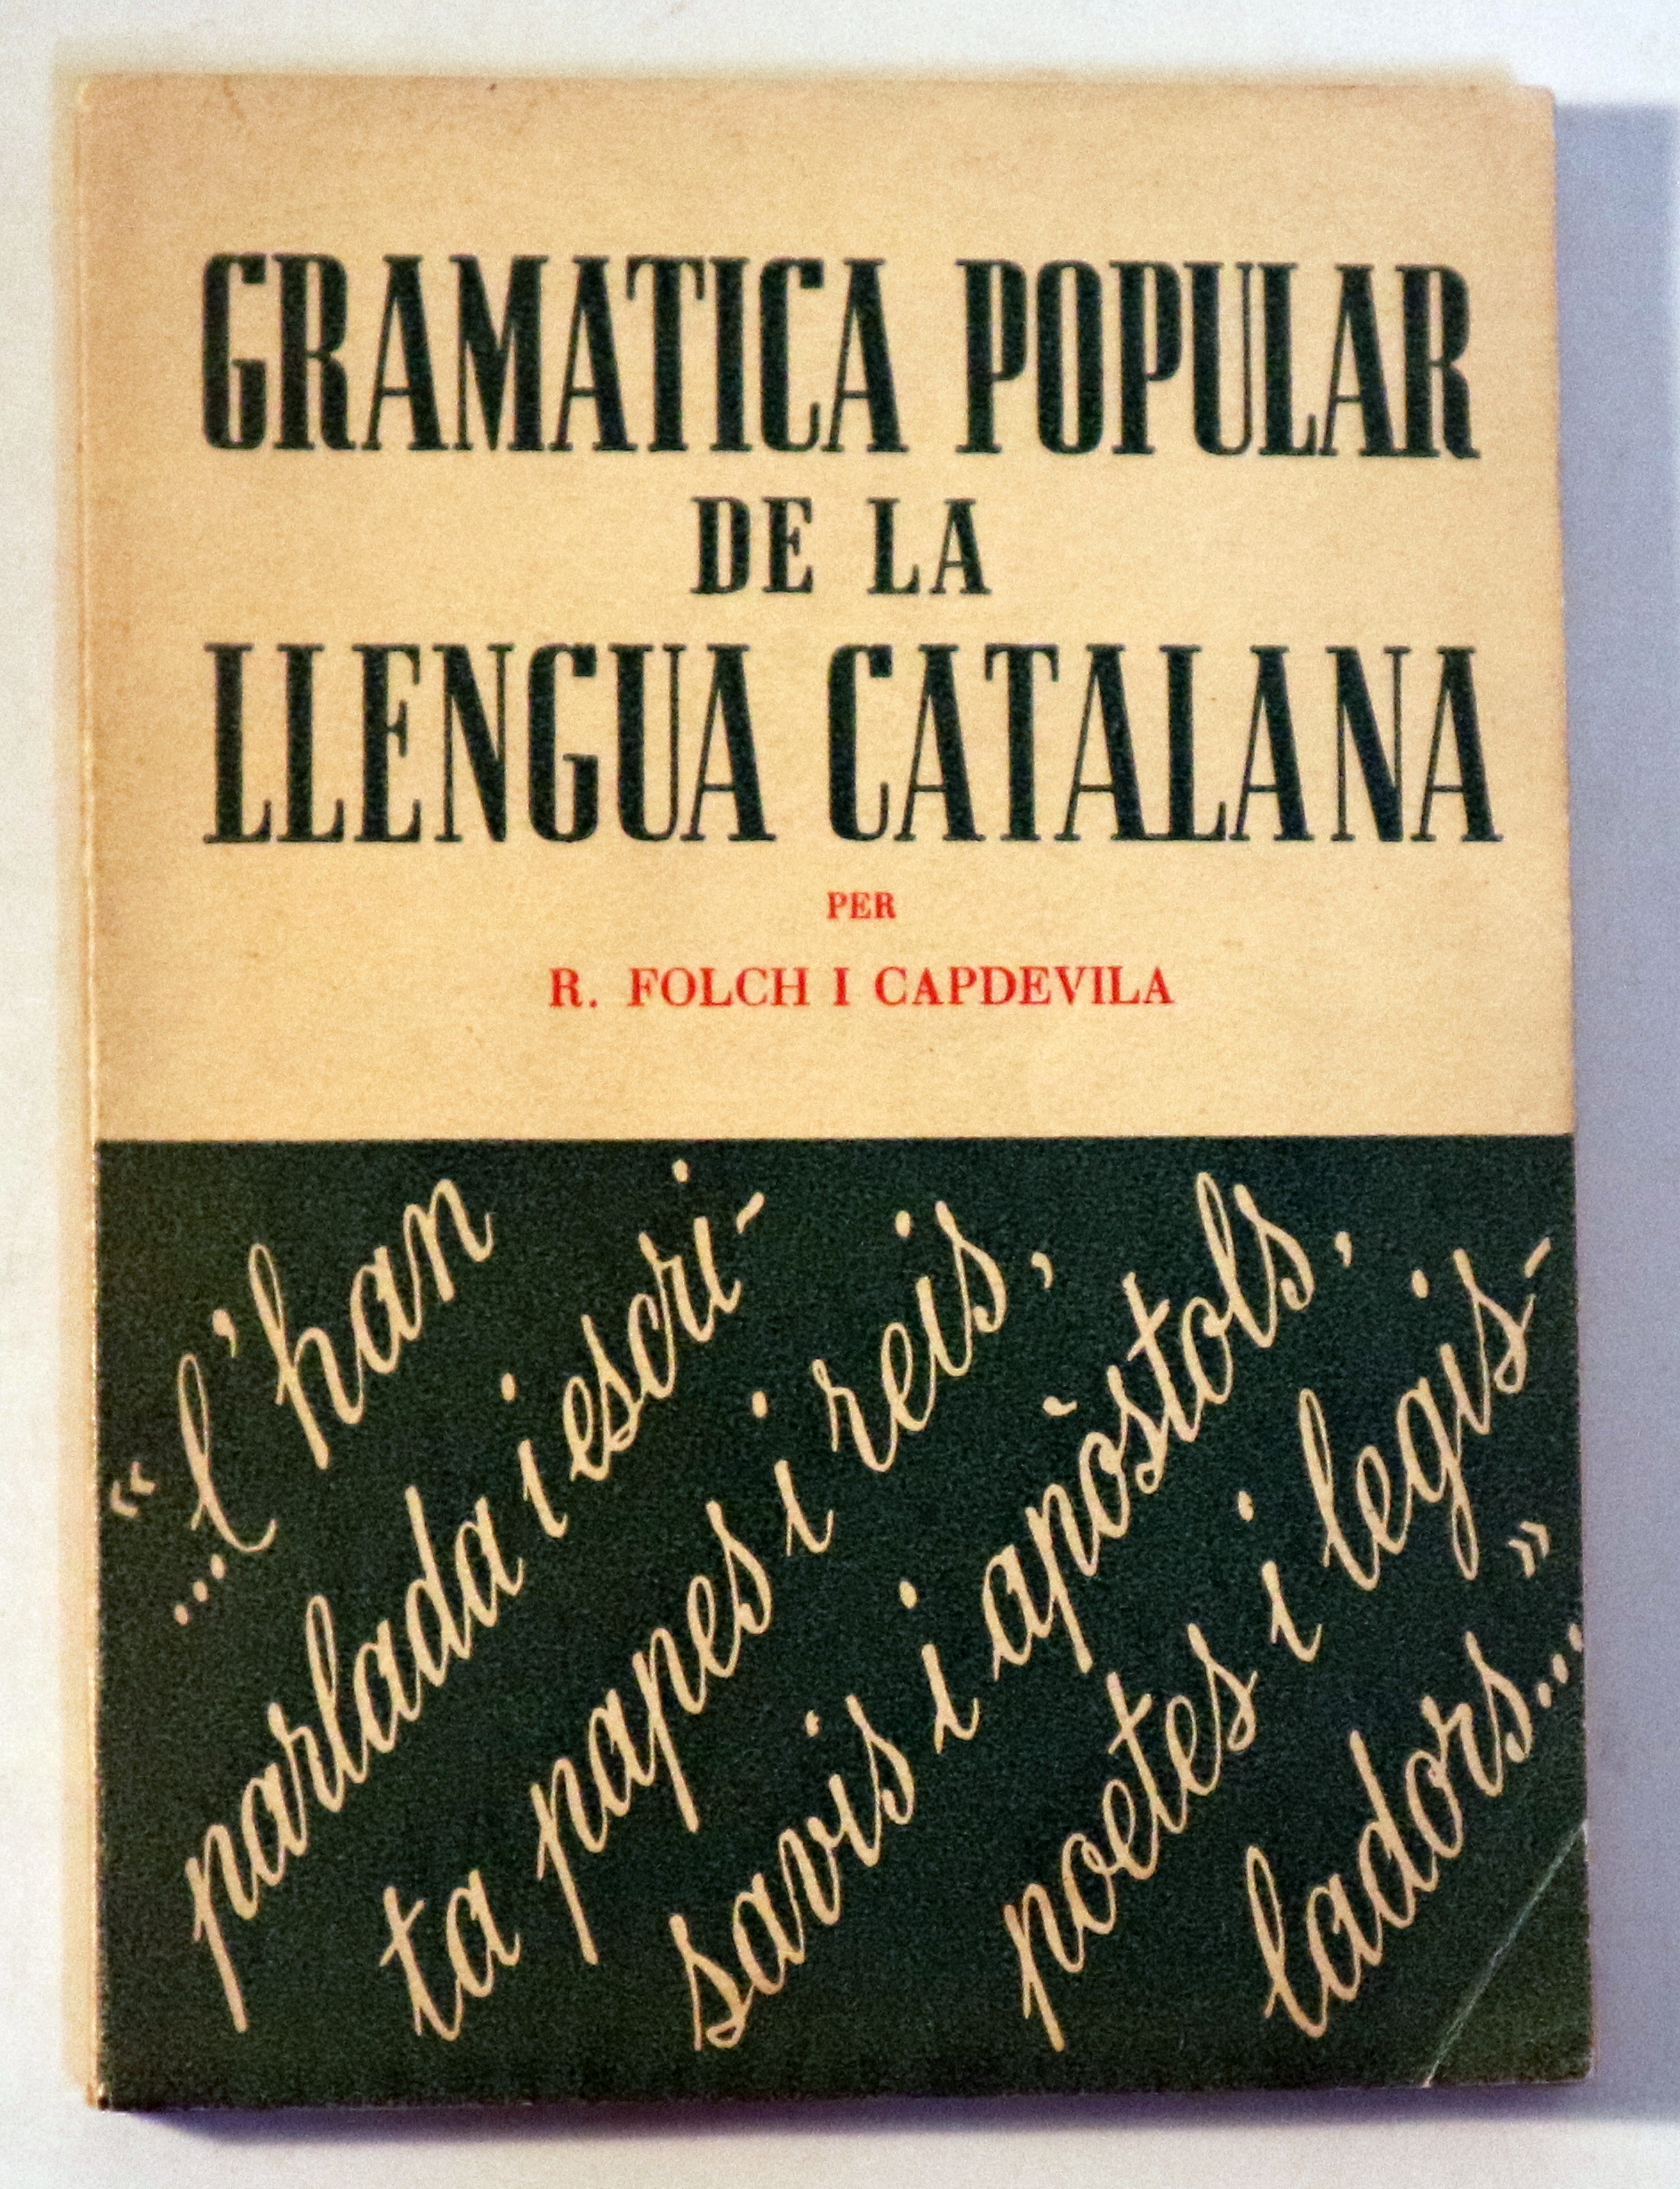 GRAMATICA POPULAR
DE LA
LLENGUA CATALANA
PER
R. FOLCH I CAPDEVILA
«...l'han
parlada i escri-
ta papes i reis,
savis i apòstols,
poetes i legis-
ladors...»